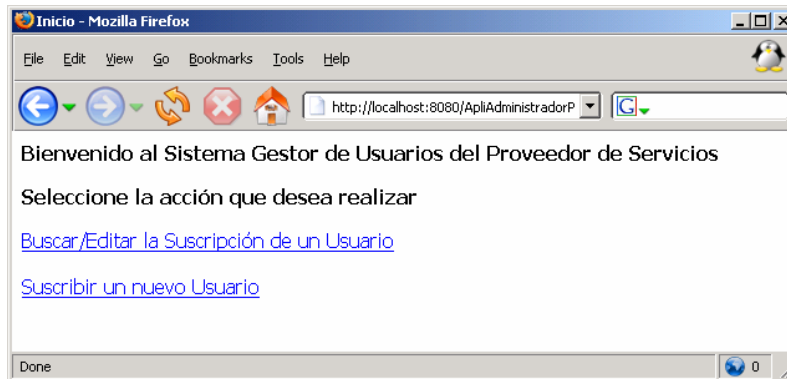 Inicio - Mozilla Firefox
File Edit View Go Bookmarks Tools Help
http://localhost:8080/ApliAdministradorP G
Bienvenido al Sistema Gestor de Usuarios del Proveedor de Servicios
Seleccione la acción que desea realizar
Buscar/Editar la Suscripción de un Usuario
Suscribir un nuevo Usuario
Done 0